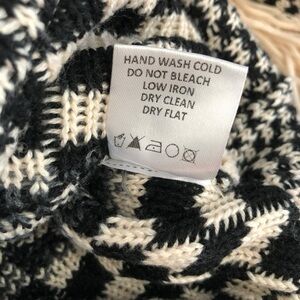 HAND WASH COLD
DO NOT BLEACH
LOW IRON
DRY CLEAN
DRY FLAT